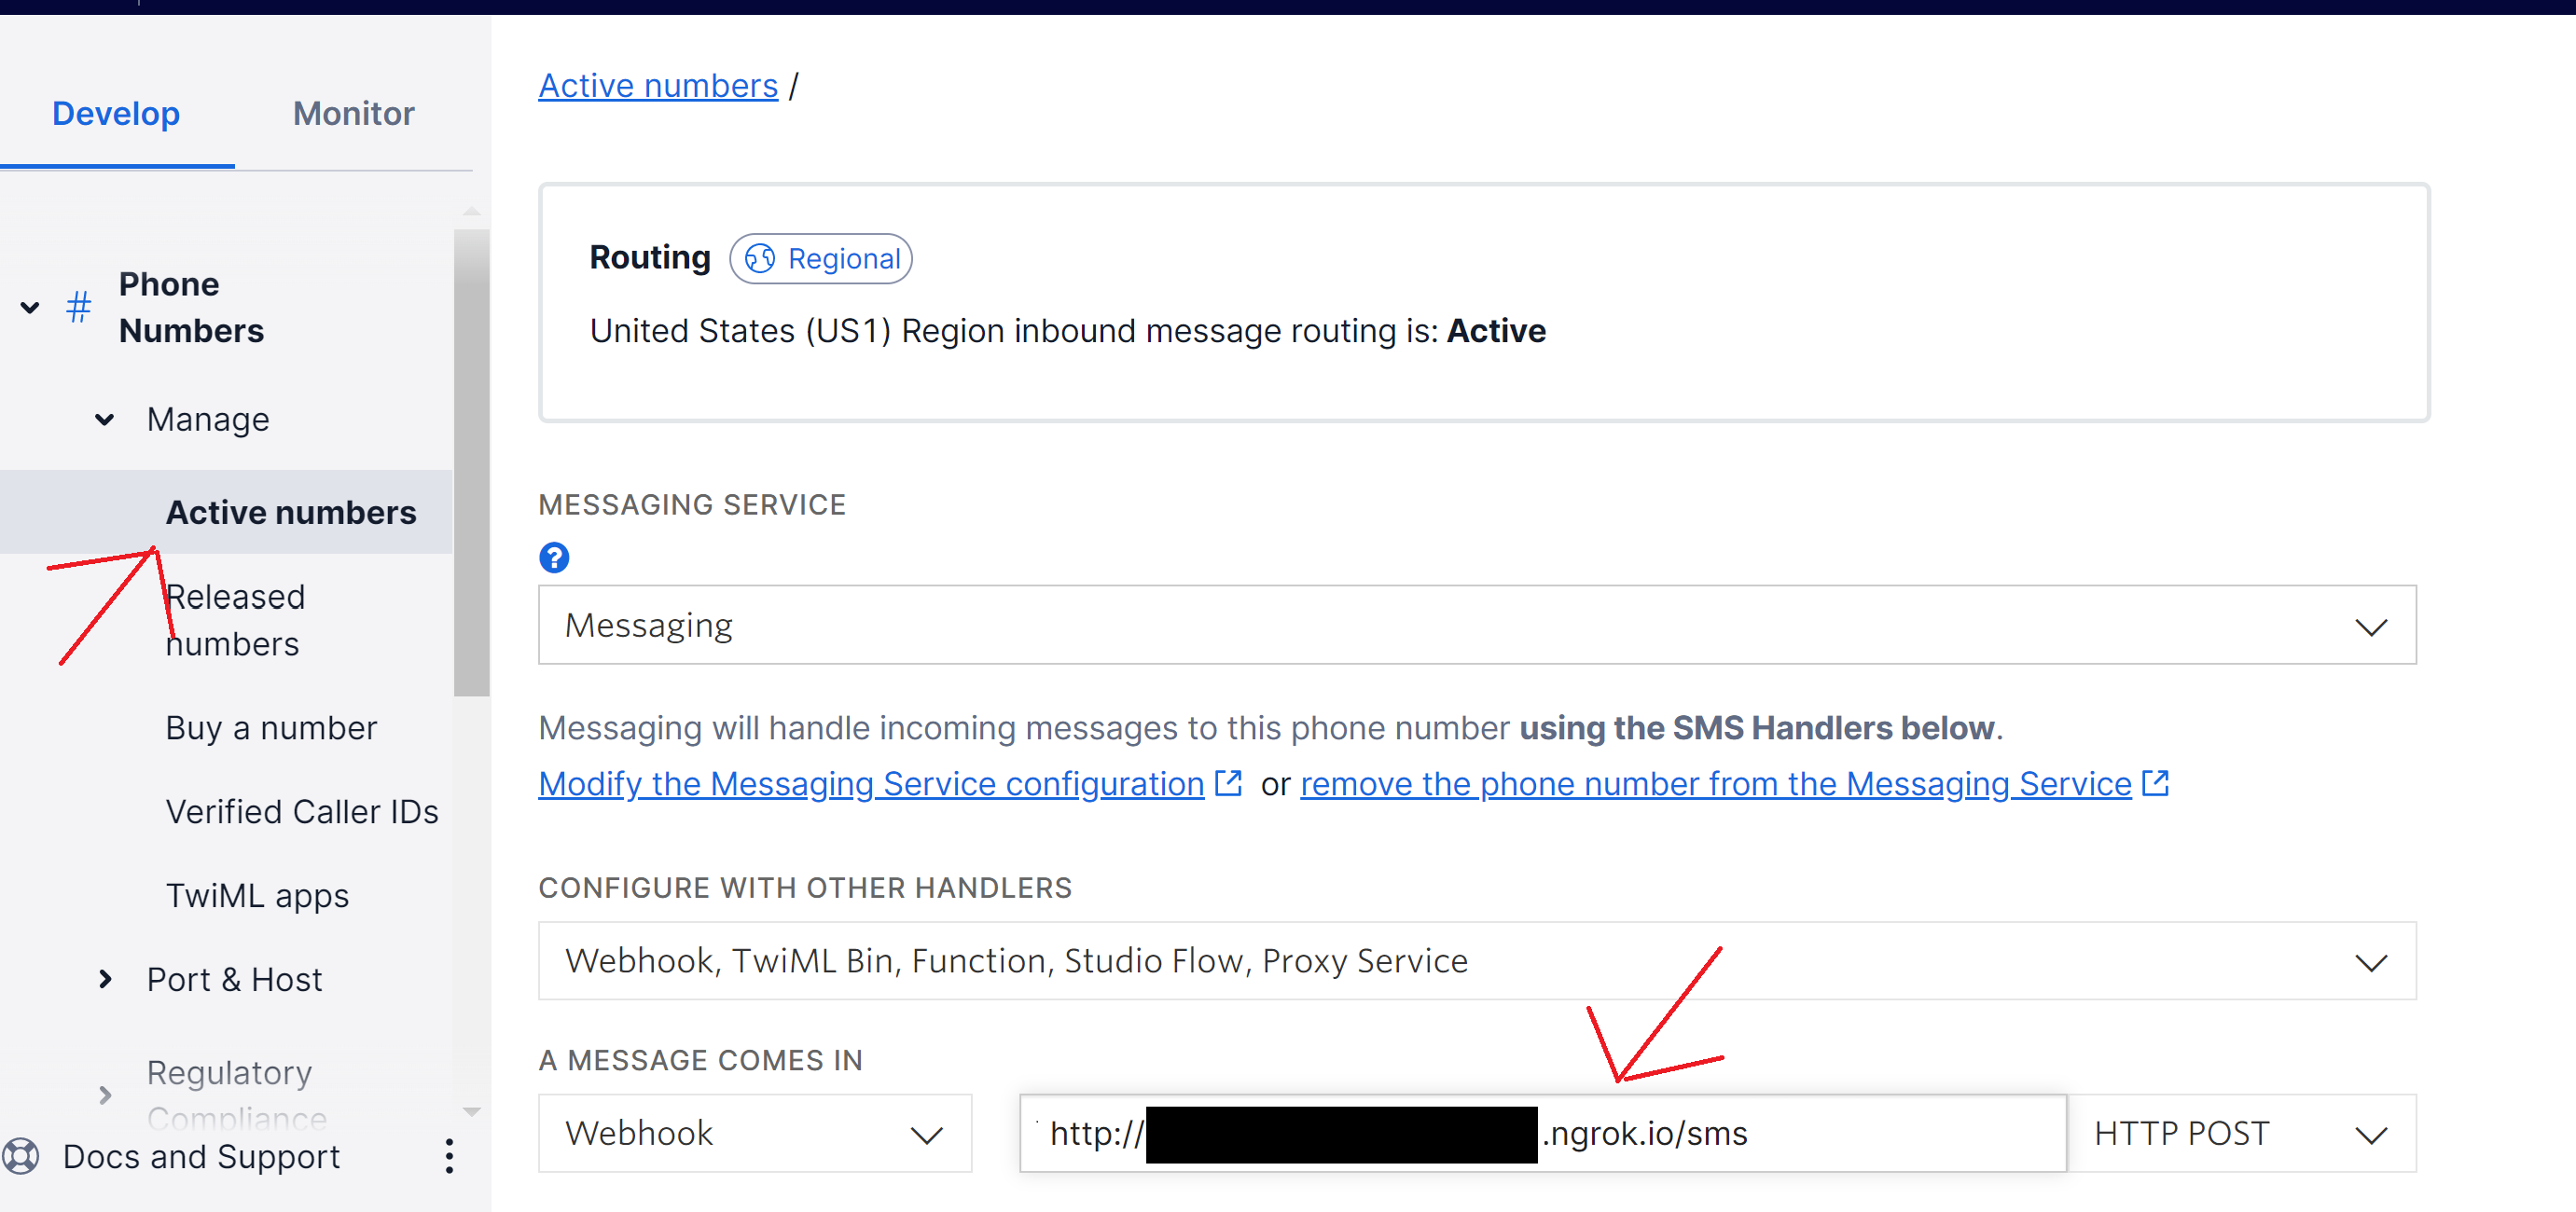 Develop Monitor
Phone
Numbers
Manage
Active numbers
Released
numbers
Buy a number
Verified Caller IDs
TwiML apps
Port & Host
Regulatory
Compliance
Docs and Support
Active numbers /
Routing Regional
United States (US1) Region inbound message routing is: Active
MESSAGING SERVICE
Messaging
Messaging will handle incoming messages to this phone number using the SMS Handlers below.
Modify the Messaging Service configuration or remove the phone number from the Messaging Service
CONFIGURE WITH OTHER HANDLERS
Webhook, TwiML Bin, Function, Studio Flow, Proxy Service
A MESSAGE COMES IN
Webhook http:// .ngrok.io/sms HTTP POST